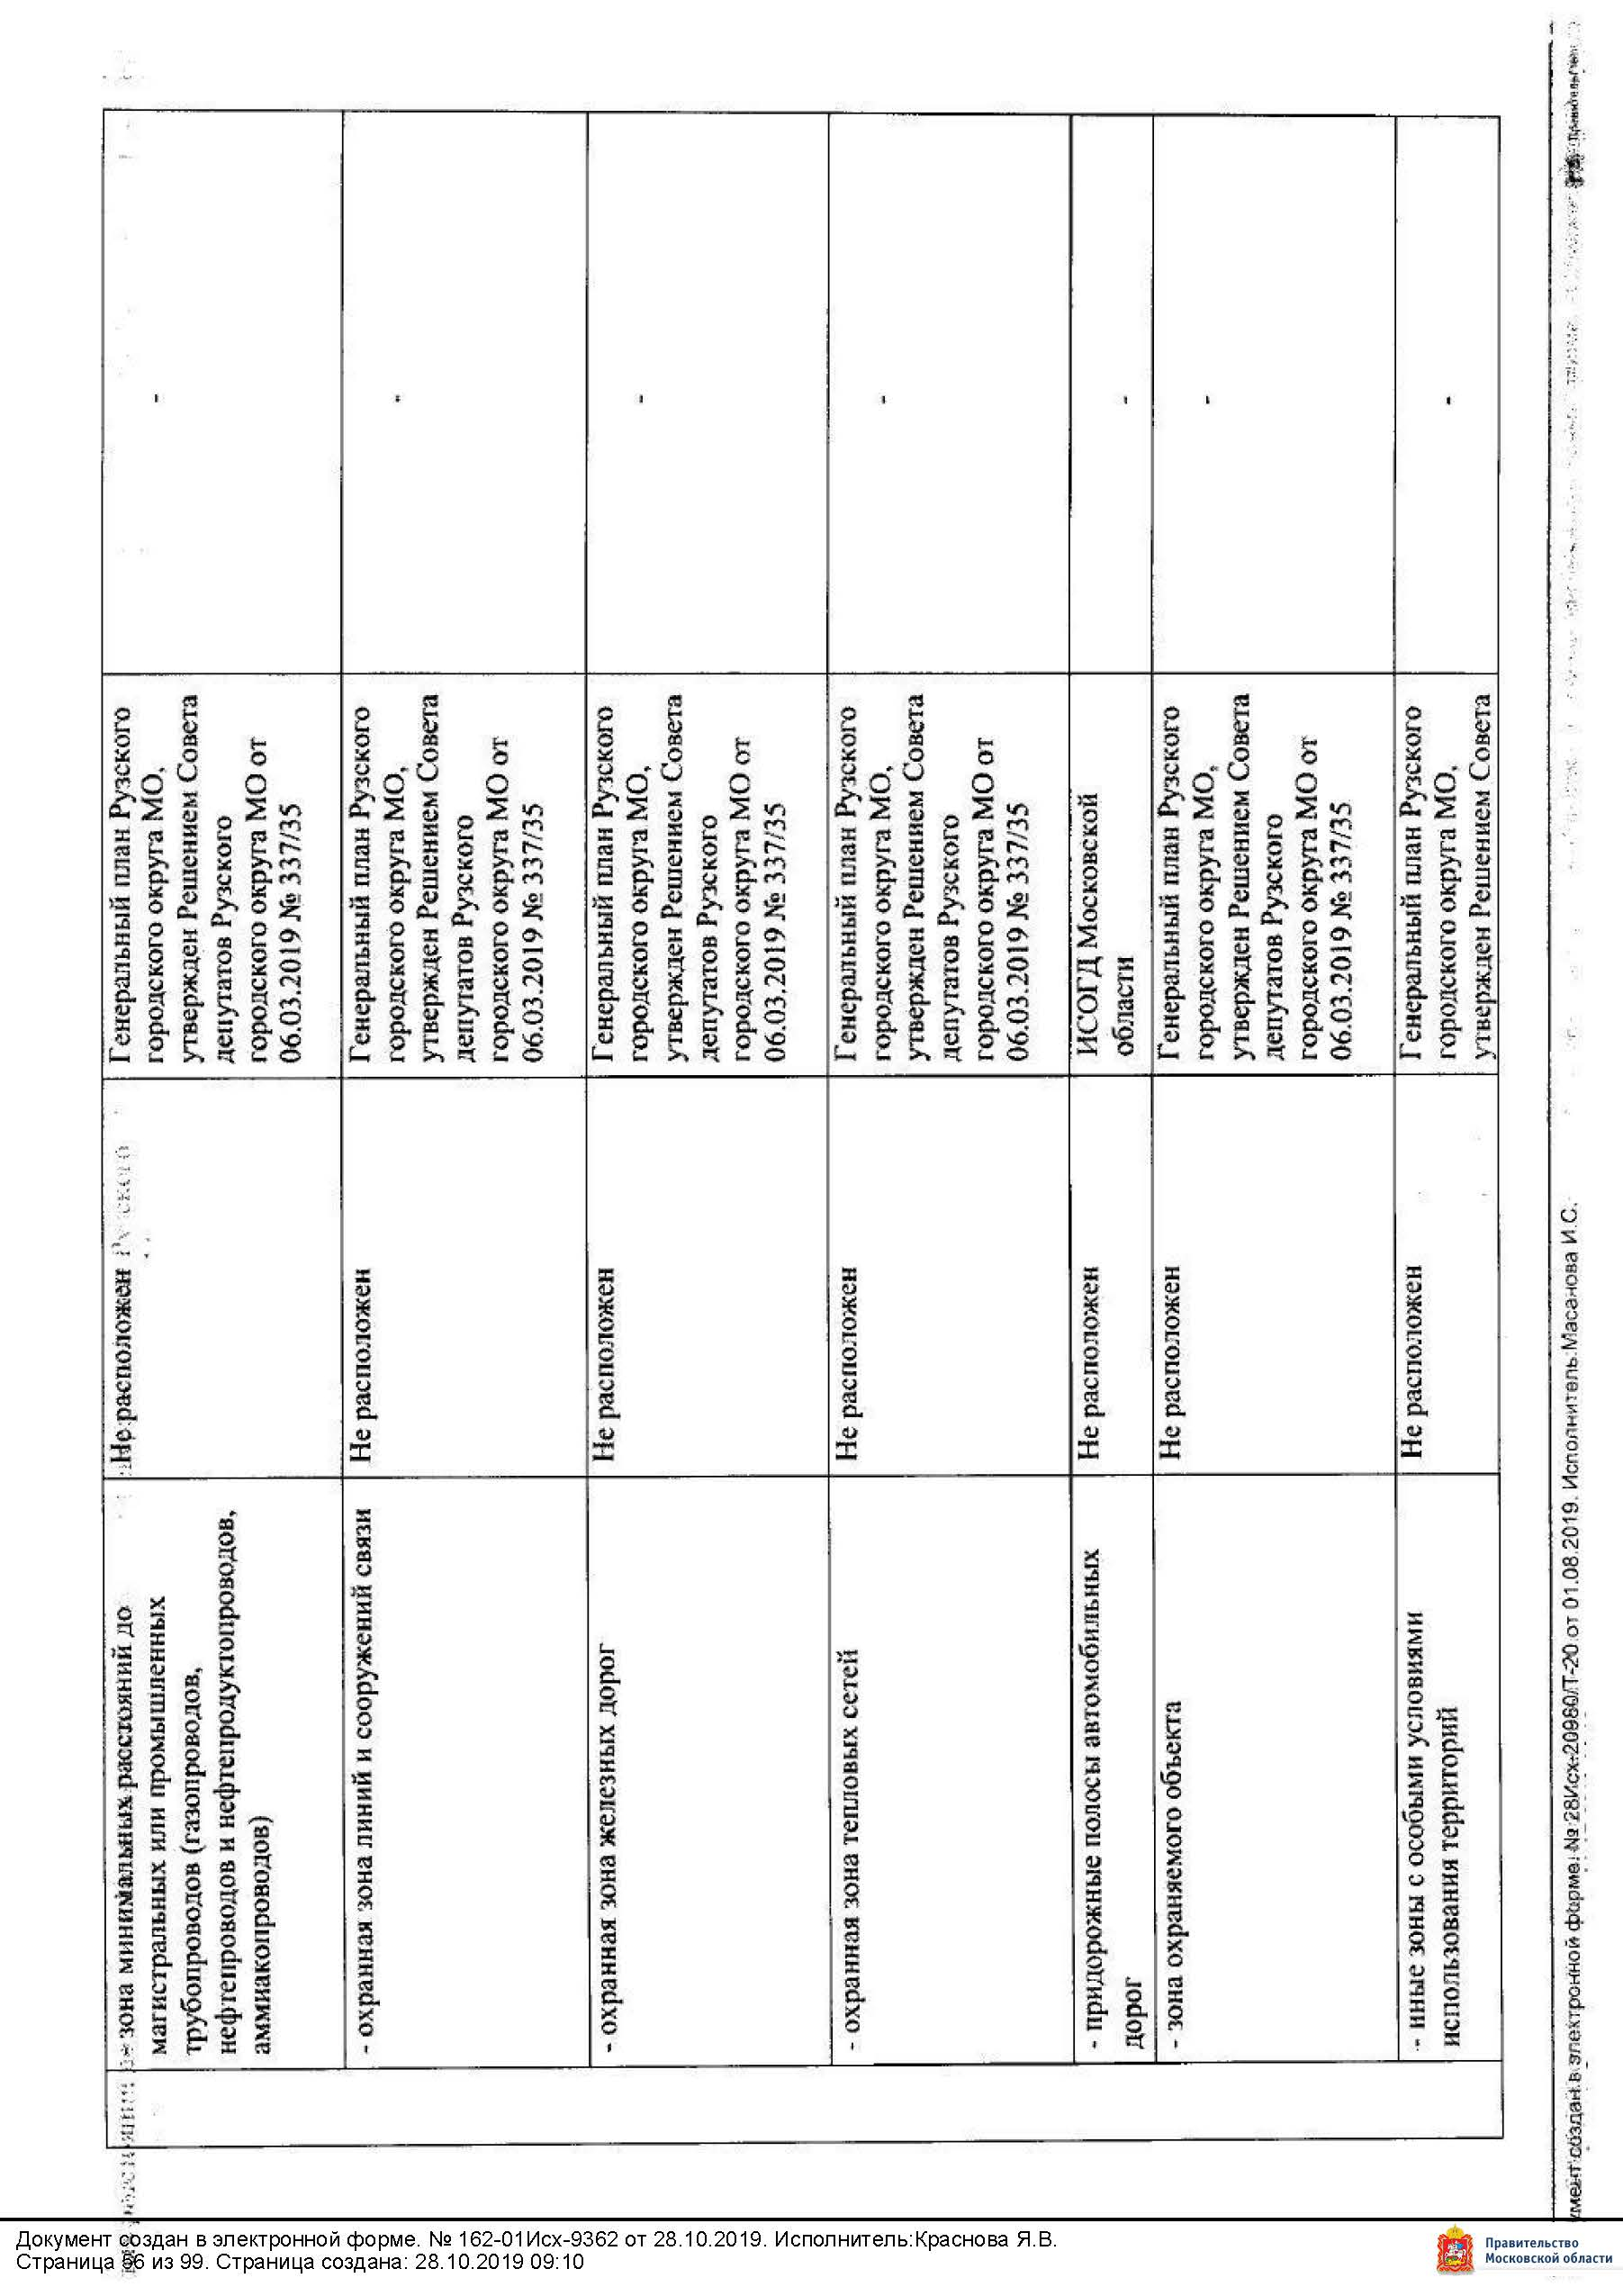 - зона минимальных расстояний до
магистральных или промышленных
трубопроводов (газопроводов,
нефтепроводов и нефтепродуктопроводов,
аммиакопроводов)
Не расположен
Генеральный план Рузского
городского округа МО,
утвержден Решением Совета
депутатов Рузского
городского округа МО от
06.03.2019 № 337/35
-
- охранная зона линий и сооружений связи
Не расположен
Генеральный план Рузского
городского округа МО,
утвержден Решением Совета
депутатов Рузского
городского округа МО от
06.03.2019 № 337/35
-
- охранная зона железных дорог
Не расположен
Генеральный план Рузского
городского округа МО,
утвержден Решением Совета
депутатов Рузского
городского округа МО от
06.03.2019 № 337/35
-
- охранная зона тепловых сетей
Не расположен
Генеральный план Рузского
городского округа МО,
утвержден Решением Совета
депутатов Рузского
городского округа МО от
06.03.2019 № 337/35
-
- придорожные полосы автомобильных
дорог
Не расположен
ИСОГД Московской
области
-
- зона охраняемого объекта
Не расположен
Генеральный план Рузского
городского округа МО,
утвержден Решением Совета
депутатов Рузского
городского округа МО от
06.03.2019 № 337/35
-
- иные зоны с особыми условиями
использования территорий
Не расположен
Генеральный план Рузского
городского округа МО,
утвержден Решением Совета
-
умент создан в электронной форме. № 28Исх-20980/Т-20 от 01.08.2019. Исполнитель:Масанова И.С.
Документ создан в электронной форме. № 162-01Исх-9362 от 28.10.2019. Исполнитель:Краснова Я.В.
Страница из 99. Страница создана: 28.10.2019 09:10
Правительство
Московской области